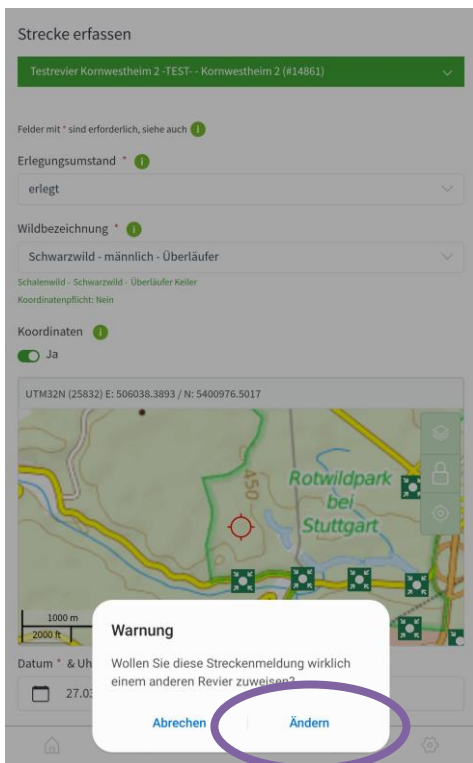 Strecke erfassen
Testrevier Kornwestheim 2 -TEST- - Kornwestheim 2 (#14861)
Felder mit * sind erforderlich, siehe auch i
Erlegungsumstand * i
erlegt
Wildbezeichnung * i
Schwarzwild - männlich - Überläufer
Schalenwild - Schwarzwild - Überläufer Keiler
Koordinatenpflicht: Nein
Koordinaten i
Ja
UTM32N (25832) E: 506038.3893 / N: 5400976.5017
450
Rotwildpark
bei
Stuttgart
1000 m
2000 ft
Warnung
Wollen Sie diese Streckenmeldung wirklich
einem anderen Revier zuweisen?
Abrechen
Ändern
Datum * & Uh
27.03